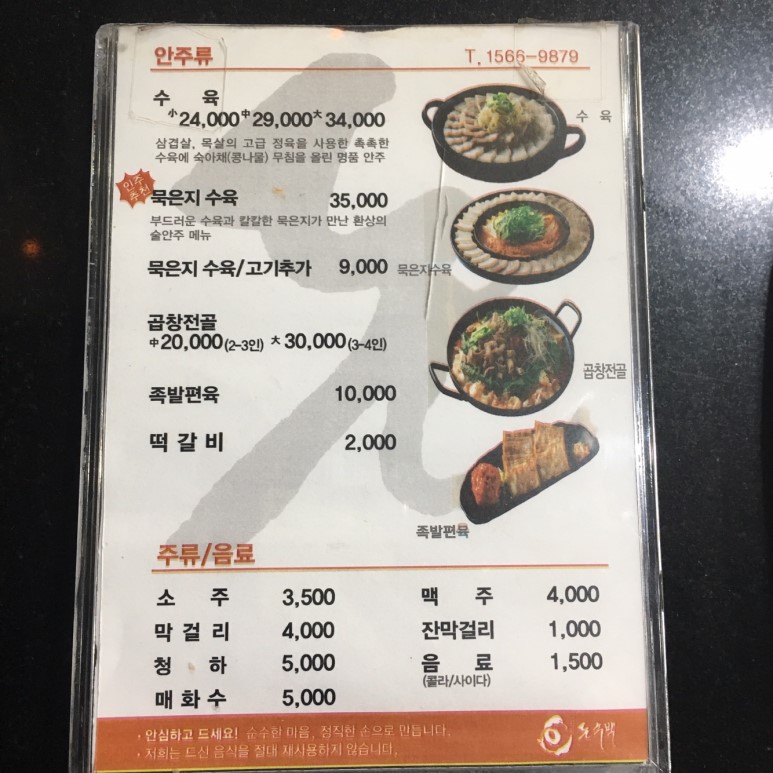 안주류
T. 1566-9879
수 육
小24,000 中29,000 大34,000
삼겹살, 목살의 고급 정육을 사용한 촉촉한
수육에 숙아채(콩나물) 무침을 올린 명품 안주
수 육
안주
추천
묵은지 수육 35,000
부드러운 수육과 칼칼한 묵은지가 만난 환상의
술안주 메뉴
묵은지 수육/고기추가 9,000
묵은지수육
곱창전골
中20,000(2-3인) 大30,000(3-4인)
곱창전골
족발편육 10,000
떡 갈 비 2,000
족발편육
주류/음료
소 주 3,500 맥 주 4,000
막 걸 리 4,000 잔막걸리 1,000
청 하 5,000 음 료 1,500
(콜라/사이다)
매 화 수 5,000
· 안심하고 드세요! 순수한 마음, 정직한 손으로 만듭니다.
· 저희는 드신 음식을 절대 재사용하지 않습니다.